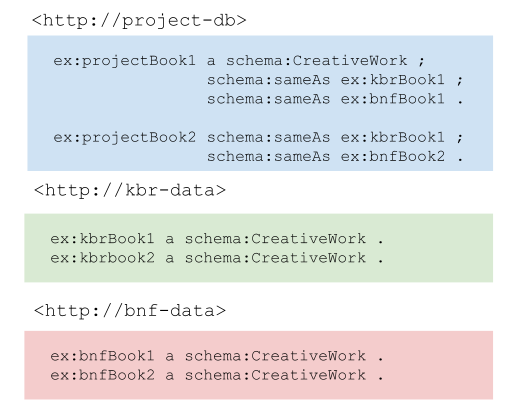 <http://project-db>
ex:projectBook1 a schema:CreativeWork ;
schema:sameAs ex:kbrBook1 ;
schema:sameAs ex:bnfBook1 .
ex:projectBook2 schema:sameAs ex:kbrBook1 ;
schema:sameAs ex:bnfBook2 .
<http://kbr-data>
ex:kbrBook1 a schema:CreativeWork .
ex:kbrbook2 a schema:CreativeWork .
<http://bnf-data>
ex:bnfBook1 a schema:CreativeWork .
ex:bnfBook2 a schema:CreativeWork .